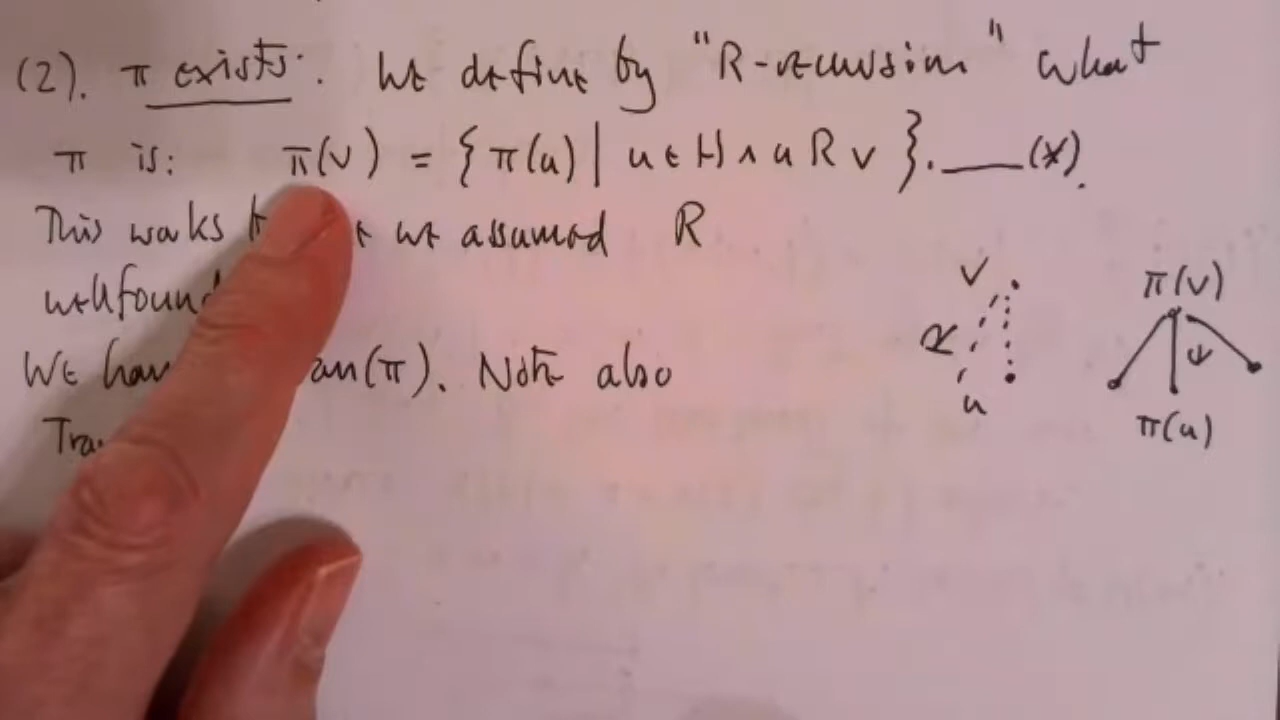 (2). π exists. We define by "R-recursion" what
π is: π(v) = {π(u) | u ∈ H ∧ u R v}. ——(*).
This works we assumed R
wellfound
We hav an(π). Note also
Tra
v
R
u
π(v)
ψ
π(u)